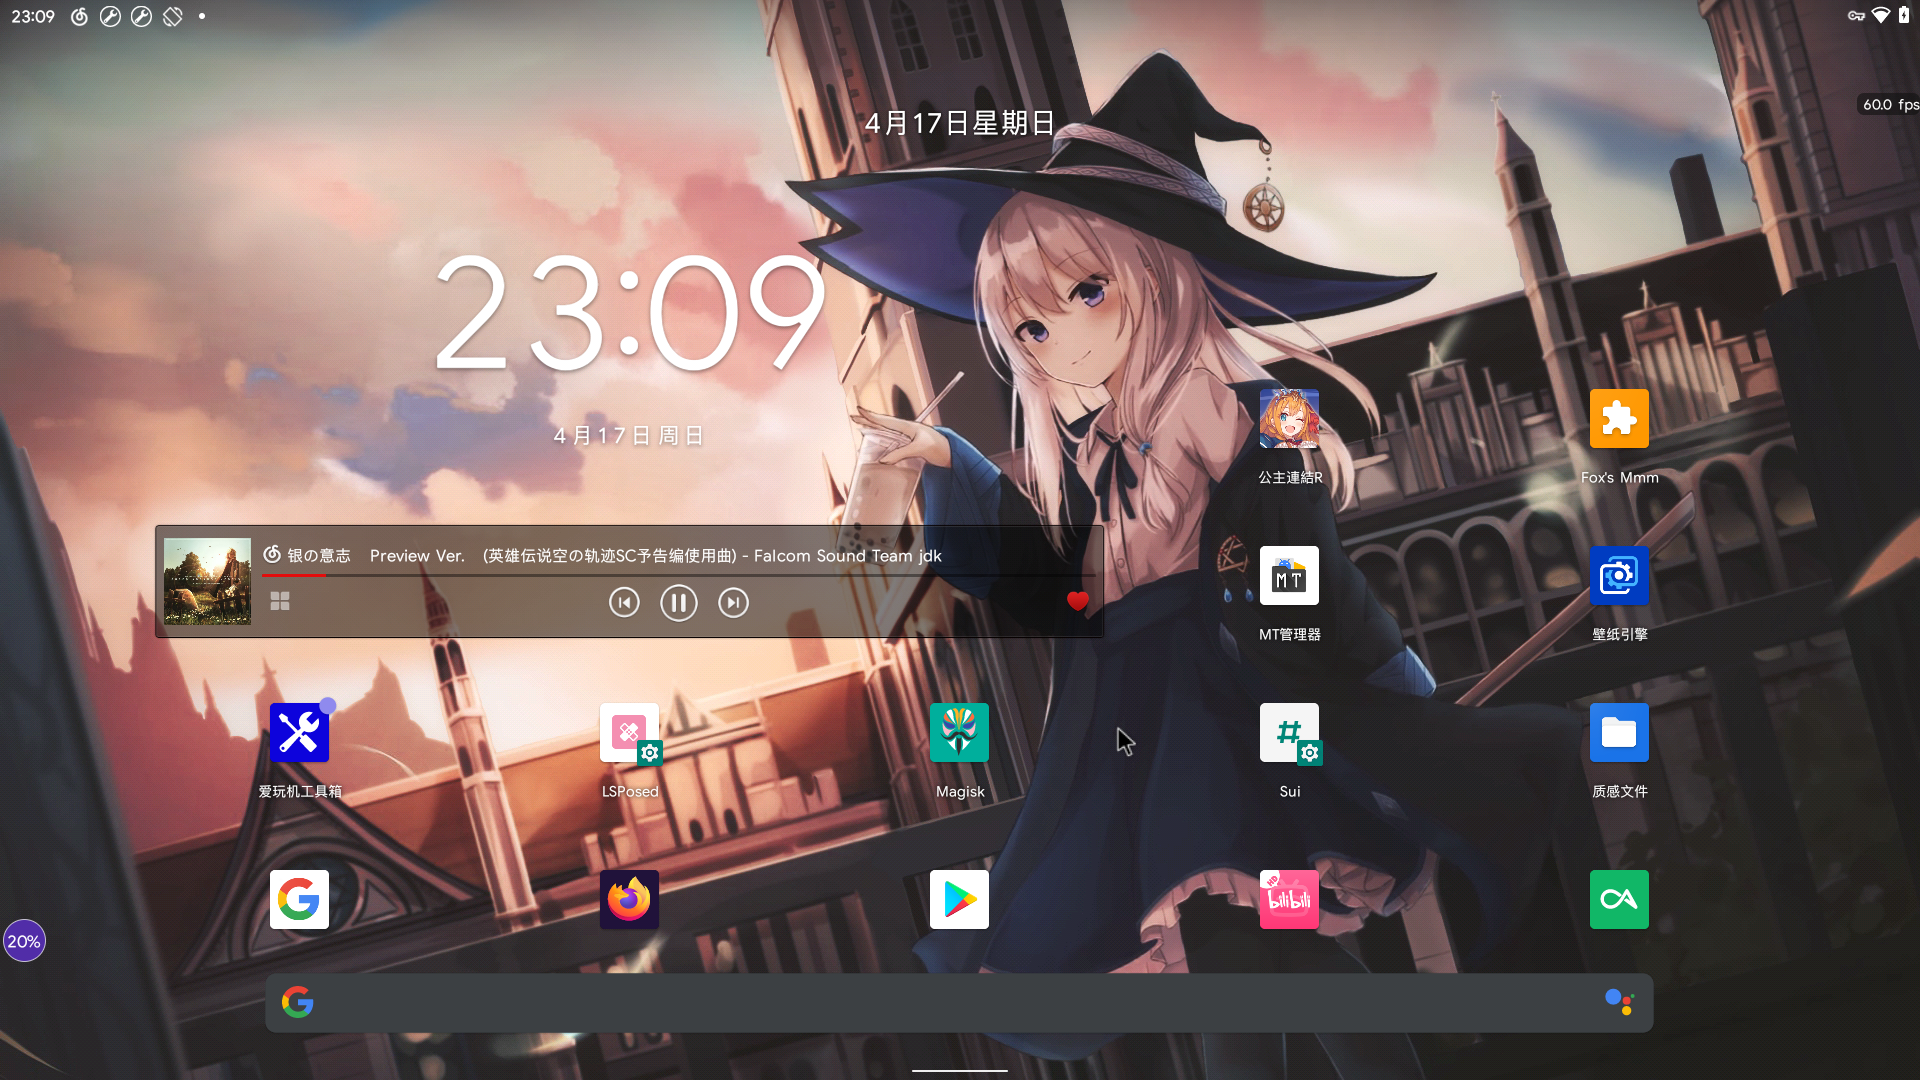 23:09
60.0 fps
4月17日星期日
23:09
4月17日周日
银の意志 Preview Ver. (英雄伝说空の轨迹SC予告编使用曲) - Falcom Sound Team jdk
公主連結R
Fox's Mmm
MT
MT管理器
壁纸引擎
爱玩机工具箱
LSPosed
Magisk
#
Sui
质感文件
HD
bilibili
20%